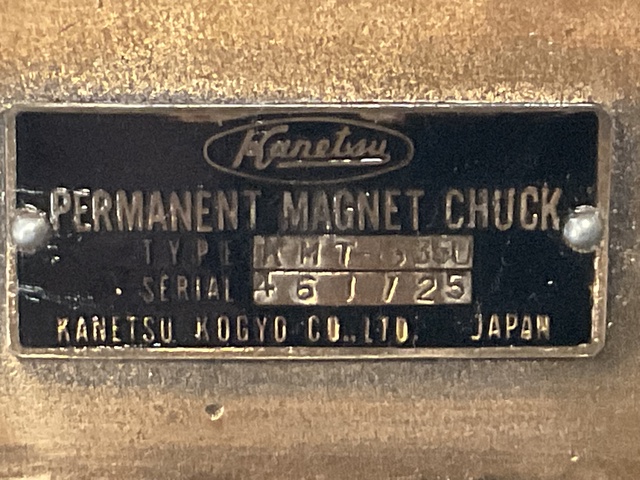 Kanetsu
PERMANENT MAGNET CHUCK
TYPE
SERIAL 461725
KANETSU KOGYO CO., LTD. JAPAN